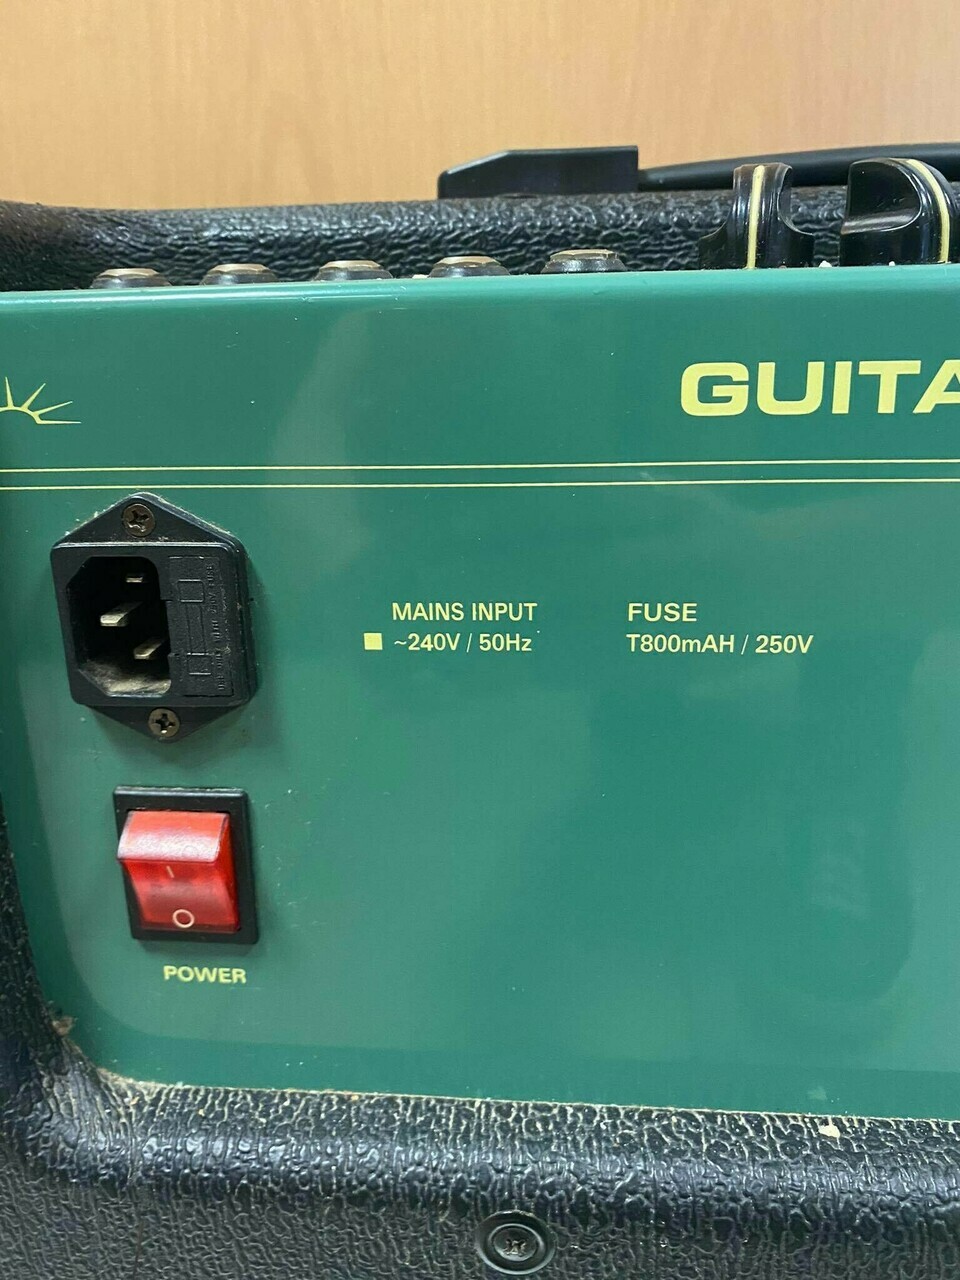 GUITA
MAINS INPUT
~240V / 50Hz
FUSE
T800mAH / 250V
I
O
POWER